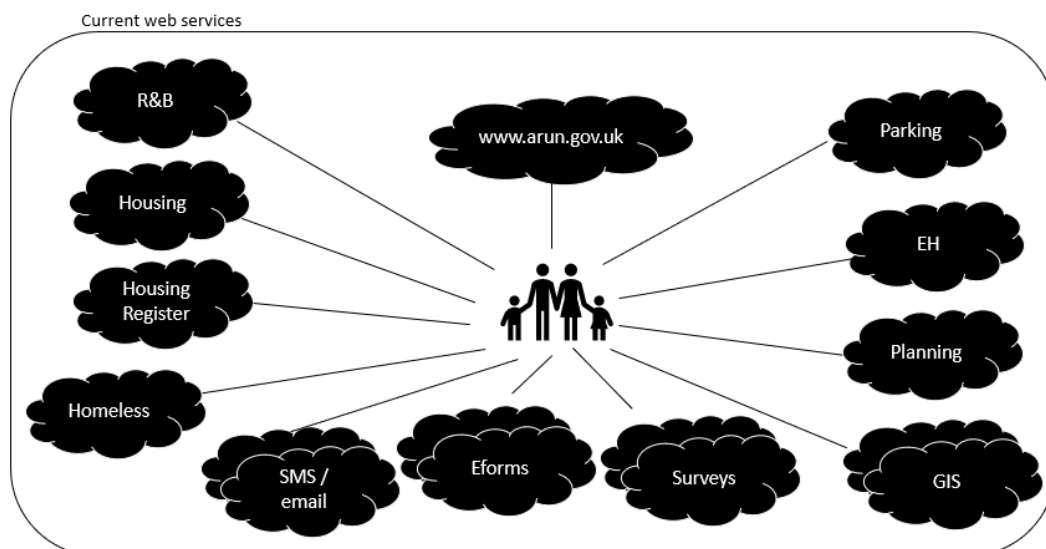 Current web services
R&B
www.arun.gov.uk
Parking
Housing
EH
Housing
Register
Planning
Homeless
SMS /
email
Eforms
Surveys
GIS